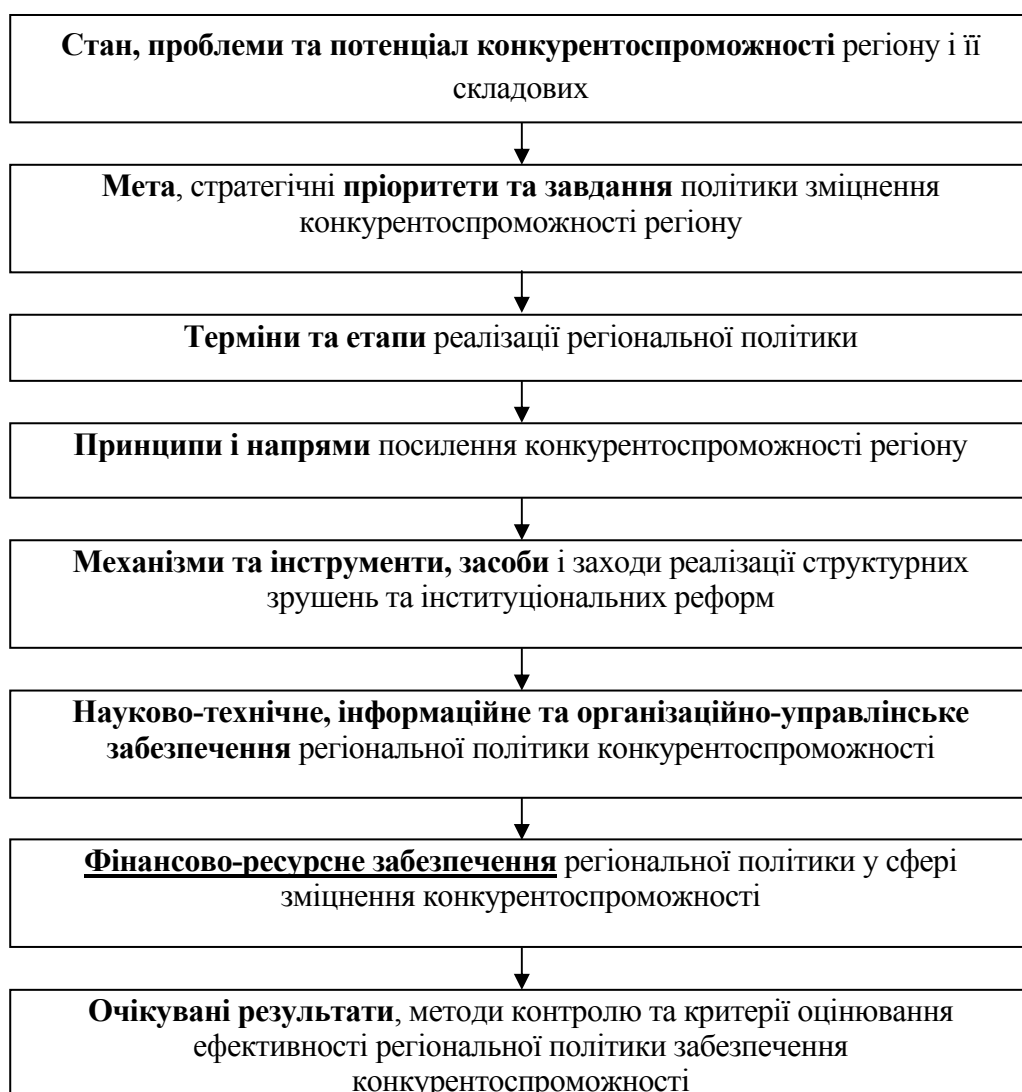 Стан, проблеми та потенціал конкурентоспроможності регіону і її
складових
Мета, стратегічні пріоритети та завдання політики зміцнення
конкурентоспроможності регіону
Терміни та етапи реалізації регіональної політики
Принципи і напрями посилення конкурентоспроможності регіону
Механізми та інструменти, засоби і заходи реалізації структурних
зрушень та інституціональних реформ
Науково-технічне, інформаційне та організаційно-управлінське
забезпечення регіональної політики конкурентоспроможності
Фінансово-ресурсне забезпечення регіональної політики у сфері
зміцнення конкурентоспроможності
Очікувані результати, методи контролю та критерії оцінювання
ефективності регіональної політики забезпечення
конкурентоспроможності